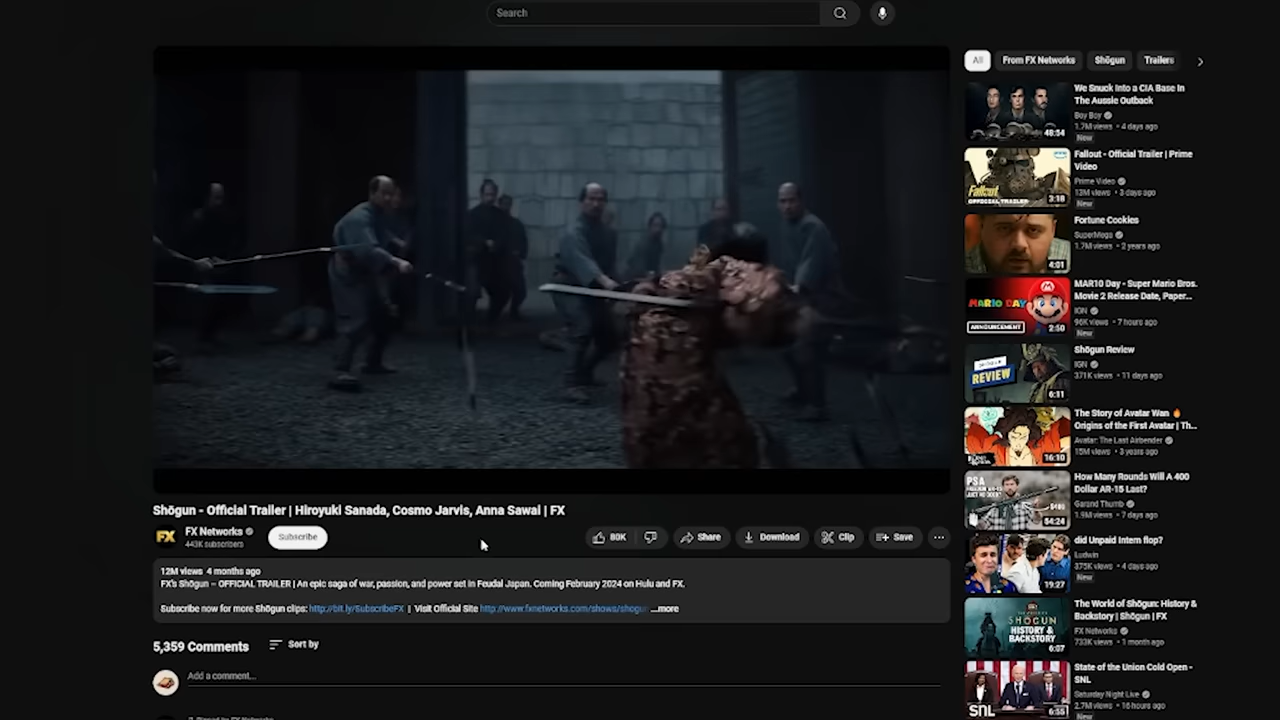 Search
All
From FX Networks
Shōgun
Trailers
Shōgun - Official Trailer | Hiroyuki Sanada, Cosmo Jarvis, Anna Sawai | FX
FX
FX Networks
443K subscribers
Subscribe
80K
Share
Download
Clip
Save
12M views 4 months ago
FX's Shōgun – OFFICIAL TRAILER | An epic saga of war, passion, and power set in Feudal Japan. Coming February 2024 on Hulu and FX.
Subscribe now for more Shōgun clips: http://bit.ly/SubscribeFX | Visit Official Site http://www.fxnetworks.com/shows/shogun ...more
5,359 Comments
Sort by
Add a comment...
48:54
We Snuck Into a CIA Base In
The Aussie Outback
Boy Boy
1.7M views • 4 days ago
New
Fallout
OFFICIAL TRAILER
3:18
Fallout - Official Trailer | Prime
Video
Prime Video
13M views • 3 days ago
New
4:01
Fortune Cookies
SuperMega
1.7M views • 2 years ago
MARIO DAY
ANNOUNCEMENT
2:50
MAR10 Day - Super Mario Bros.
Movie 2 Release Date, Paper...
IGN
96K views • 7 hours ago
New
REVIEW
6:11
Shōgun Review
IGN
371K views • 11 days ago
16:10
The Story of Avatar Wan 🔥
Origins of the First Avatar | Th...
Avatar: The Last Airbender
15M views • 3 years ago
PSA
54:24
How Many Rounds Will A 400
Dollar AR-15 Last?
Garand Thumb
1.9M views • 7 days ago
19:27
did Unpaid Intern flop?
Ludwin
375K views • 4 days ago
New
SHŌGUN
HISTORY &
BACKSTORY
6:07
The World of Shōgun: History &
Backstory | Shōgun | FX
FX Networks
733K views • 1 month ago
SNL
6:55
State of the Union Cold Open -
SNL
Saturday Night Live
2.7M views • 16 hours ago
New